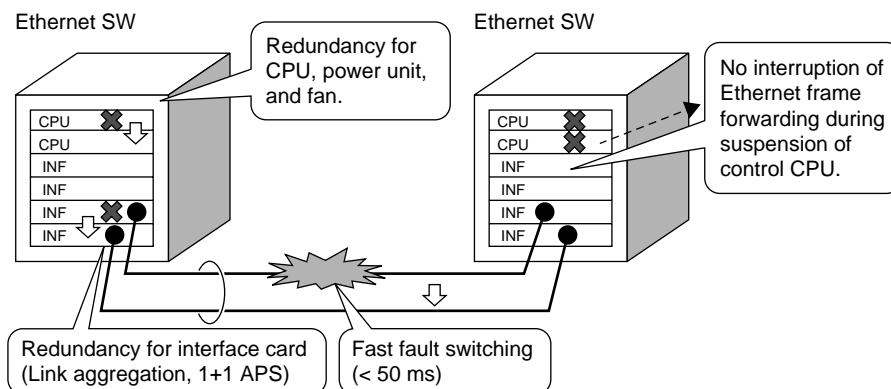 Ethernet SW
Ethernet SW
Redundancy for
CPU, power unit,
and fan.
No interruption of
Ethernet frame
forwarding during
suspension of
control CPU.
CPU
CPU
INF
INF
INF
INF
CPU
CPU
INF
INF
INF
INF
Redundancy for interface card
(Link aggregation, 1+1 APS)
Fast fault switching
(< 50 ms)